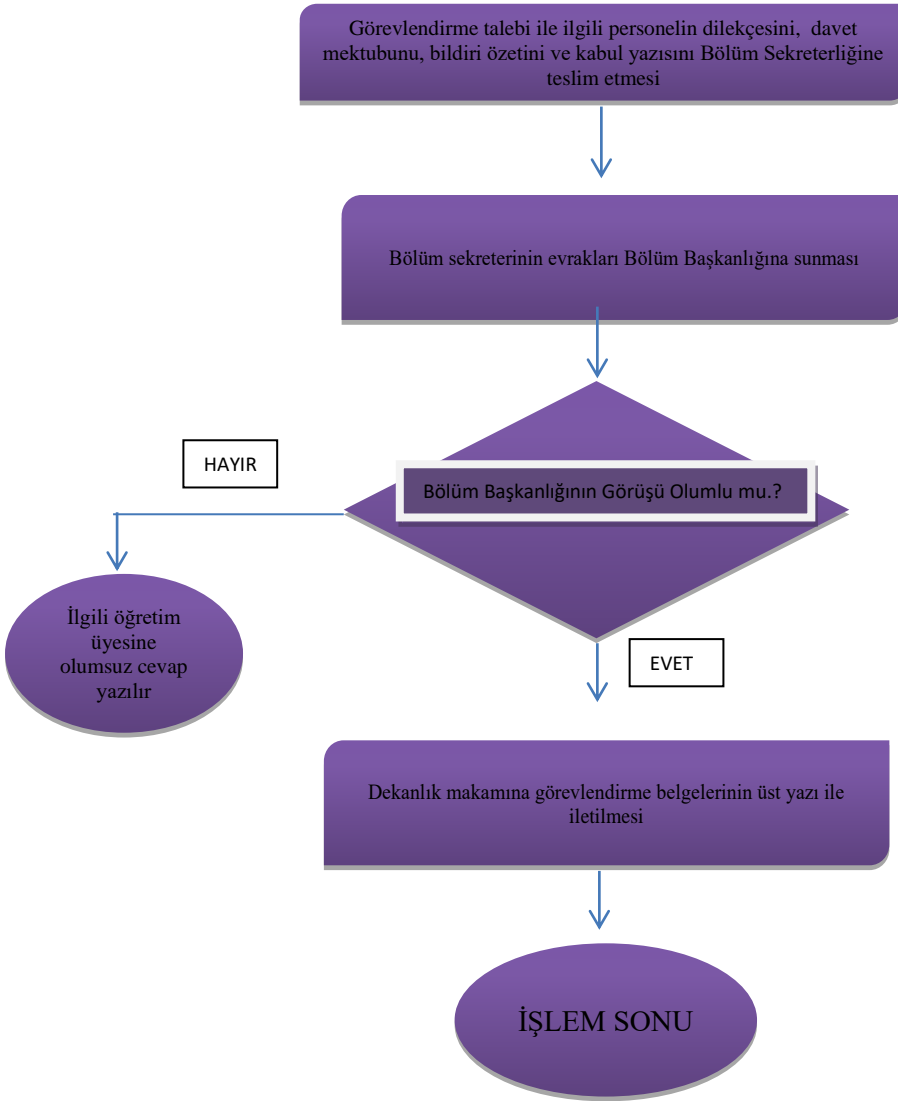 Görevlendirme talebi ile ilgili personelin dilekçesini, davet
mektubunu, bildiri özetini ve kabul yazısını Bölüm Sekreterliğine
teslim etmesi
Bölüm sekreterinin evrakları Bölüm Başkanlığına sunması
HAYIR
Bölüm Başkanlığının Görüşü Olumlu mu.?
İlgili öğretim
üyesine
olumsuz cevap
yazılır
EVET
Dekanlık makamına görevlendirme belgelerinin üst yazı ile
iletilmesi
İŞLEM SONU